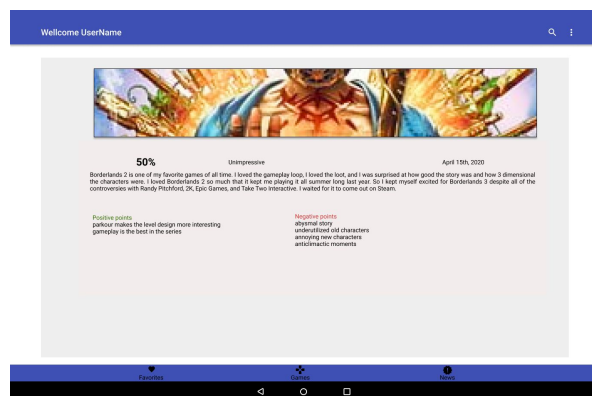 Wellcome UserName
50%
Unimpressive
April 15th, 2020
Borderlands 2 is one of my favorite games of all time. I loved the gameplay loop, I loved the loot, and I was surprised at how good the story was and how 3 dimensional
the characters were. I loved Borderlands 2 so much that it kept me playing it all summer long last year. So I kept myself excited for Borderlands 3 despite all of the
controversies with Randy Pitchford, 2K, Epic Games, and Take Two Interactive. I waited for it to come out on Steam.
Positive points
parkour makes the level design more interesting
gameplay is the best in the series
Negative points
abysmal story
underutilized old characters
annoying new characters
anticlimactic moments
Favorites
Games
News